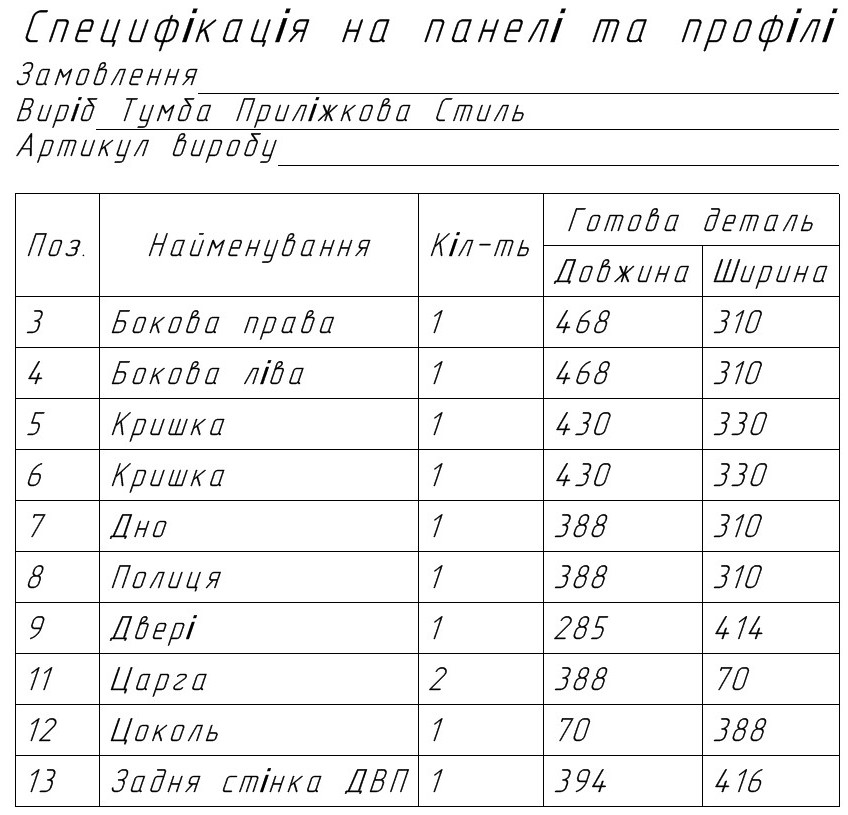 Специфікація на панелі та профілі
Замовлення
Виріб Тумба Приліжкова Стиль
Артикул виробу
Поз. Найменування Кіл-ть Готова деталь
Довжина Ширина
3 Бокова права 1 468 310
4 Бокова ліва 1 468 310
5 Кришка 1 430 330
6 Кришка 1 430 330
7 Дно 1 388 310
8 Полиця 1 388 310
9 Двері 1 285 414
11 Царга 2 388 70
12 Цоколь 1 70 388
13 Задня стінка ДВП 1 394 416